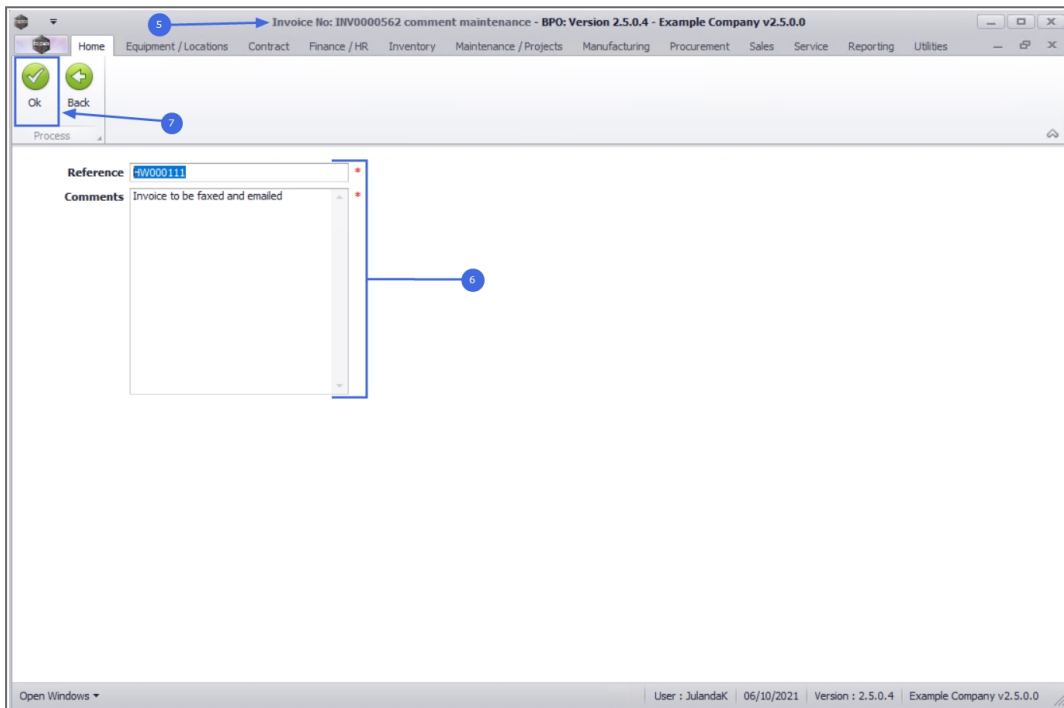 5
Invoice No: INV0000562 comment maintenance - BPO: Version 2.5.0.4 - Example Company v2.5.0.0
Home Equipment / Locations Contract Finance / HR Inventory Maintenance / Projects Manufacturing Procurement Sales Service Reporting Utilities
Ok Back
7
Process
Reference HW000111 *
Comments Invoice to be faxed and emailed *
6
Open Windows User : JulandaK 06/10/2021 Version : 2.5.0.4 Example Company v2.5.0.0